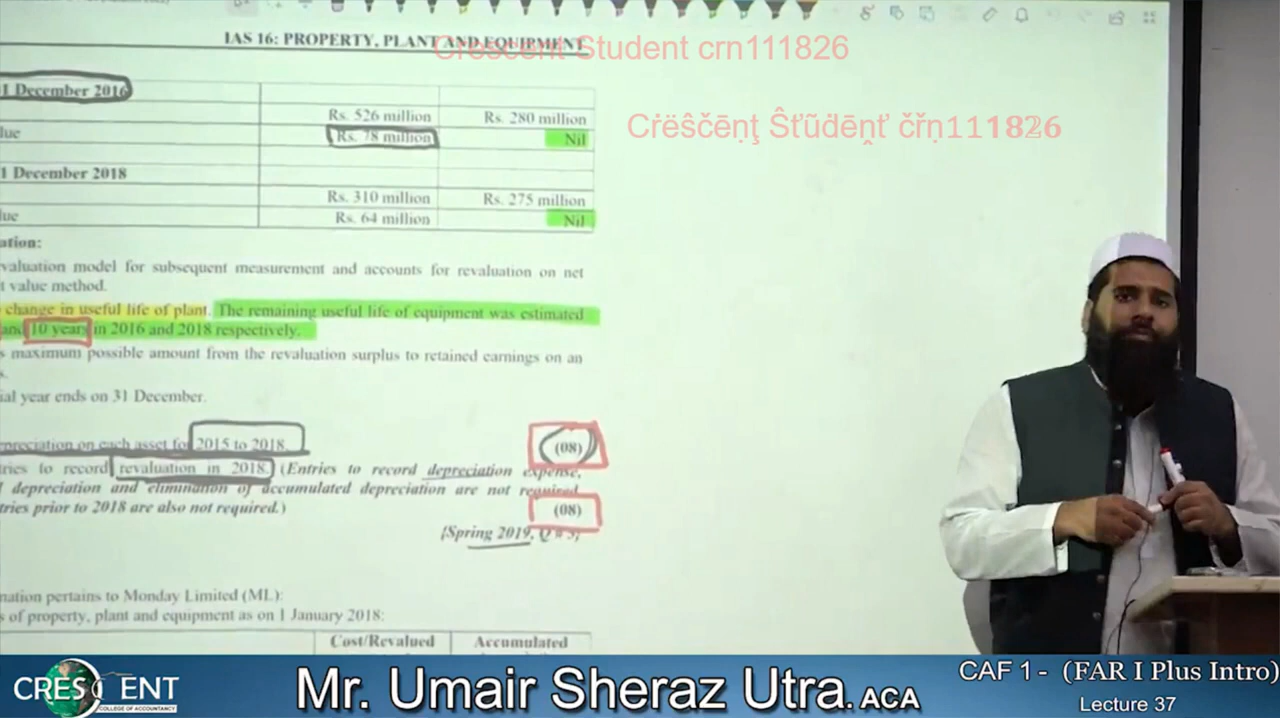 IAS 16: PROPERTY, PLANT AND EQUIPMENT
Crescent Student crn111826
Cṙëŝčēņţ Ŝťũd̈ēṇť čřņ111826
1 December 2016
Rs. 526 million Rs. 280 million
lue Rs. 78 million Nil
1 December 2018
Rs. 310 million Rs. 275 million
lue Rs. 64 million Nil
ation:
valuation model for subsequent measurement and accounts for revaluation on net
t value method.
change in useful life of plant. The remaining useful life of equipment was estimated
and 10 years in 2016 and 2018 respectively.
s maximum possible amount from the revaluation surplus to retained earnings on an
s.
ial year ends on 31 December.
preciation on each asset for 2015 to 2018. (08)
tries to record revaluation in 2018. (Entries to record depreciation expense,
f depreciation and elimination of accumulated depreciation are not required.
tries prior to 2018 are also not required.) (08)
{Spring 2019, Q #
nation pertains to Monday Limited (ML):
s of property, plant and equipment as on 1 January 2018:
Cost/Revalued Accumulated
CRESCENT
COLLEGE OF ACCOUNTANCY
Mr. Umair Sheraz Utra. ACA
CAF 1 - (FAR I Plus Intro)
Lecture 37